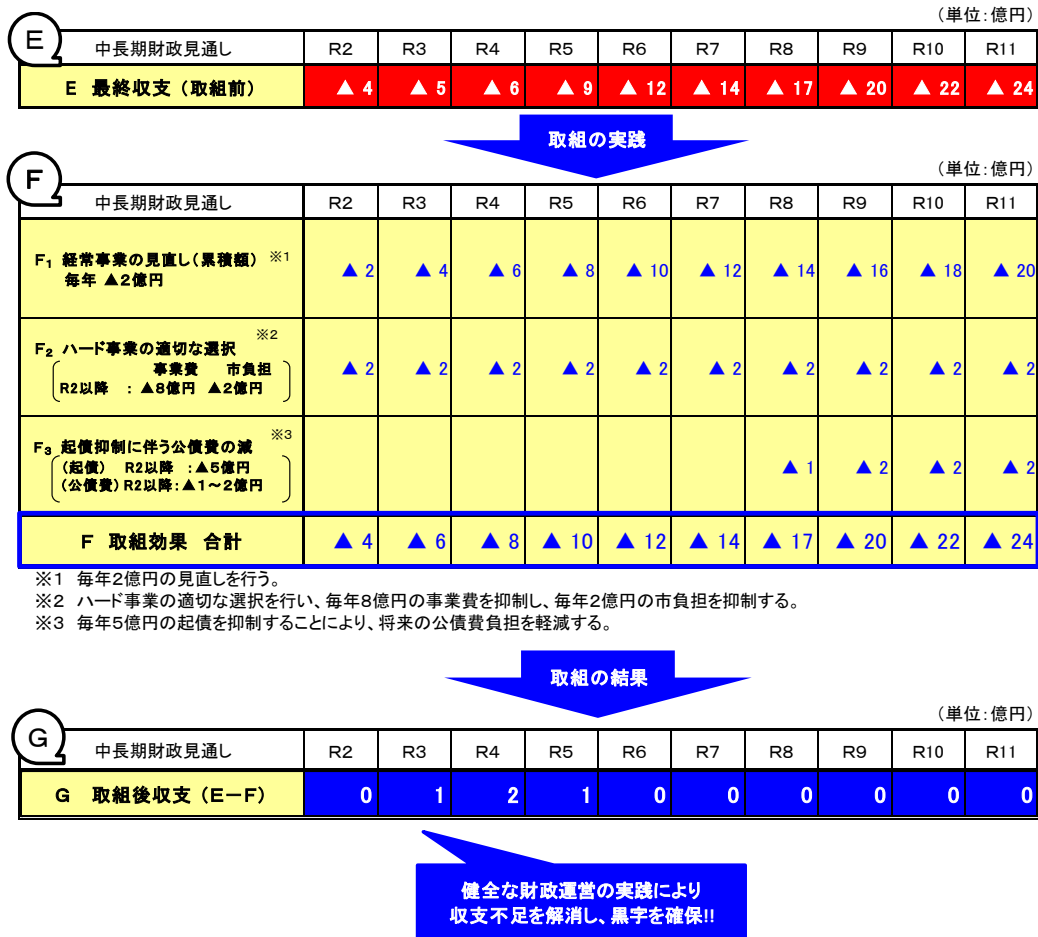 (単位:億円)
E
中長期財政見通し R2 R3 R4 R5 R6 R7 R8 R9 R10 R11
E 最終収支(取組前) ▲ 4 ▲ 5 ▲ 6 ▲ 9 ▲ 12 ▲ 14 ▲ 17 ▲ 20 ▲ 22 ▲ 24
取組の実践
(単位:億円)
F
中長期財政見通し R2 R3 R4 R5 R6 R7 R8 R9 R10 R11
F₁ 経常事業の見直し(累積額) ※1
毎年 ▲2億円
▲ 2 ▲ 4 ▲ 6 ▲ 8 ▲ 10 ▲ 12 ▲ 14 ▲ 16 ▲ 18 ▲ 20
※2
F₂ ハード事業の適切な選択
事業費 市負担
R2以降 : ▲8億円 ▲2億円
▲ 2 ▲ 2 ▲ 2 ▲ 2 ▲ 2 ▲ 2 ▲ 2 ▲ 2 ▲ 2 ▲ 2
※3
F₃ 起債抑制に伴う公債費の減
(起債) R2以降 :▲5億円
(公債費) R2以降:▲1~2億円
▲ 1 ▲ 2 ▲ 2 ▲ 2
F 取組効果 合計 ▲ 4 ▲ 6 ▲ 8 ▲ 10 ▲ 12 ▲ 14 ▲ 17 ▲ 20 ▲ 22 ▲ 24
※1 毎年2億円の見直しを行う。
※2 ハード事業の適切な選択を行い、毎年8億円の事業費を抑制し、毎年2億円の市負担を抑制する。
※3 毎年5億円の起債を抑制することにより、将来の公債費負担を軽減する。
取組の結果
(単位:億円)
G
中長期財政見通し R2 R3 R4 R5 R6 R7 R8 R9 R10 R11
G 取組後収支(E-F) 0 1 2 1 0 0 0 0 0 0
健全な財政運営の実践により
収支不足を解消し、黒字を確保!!